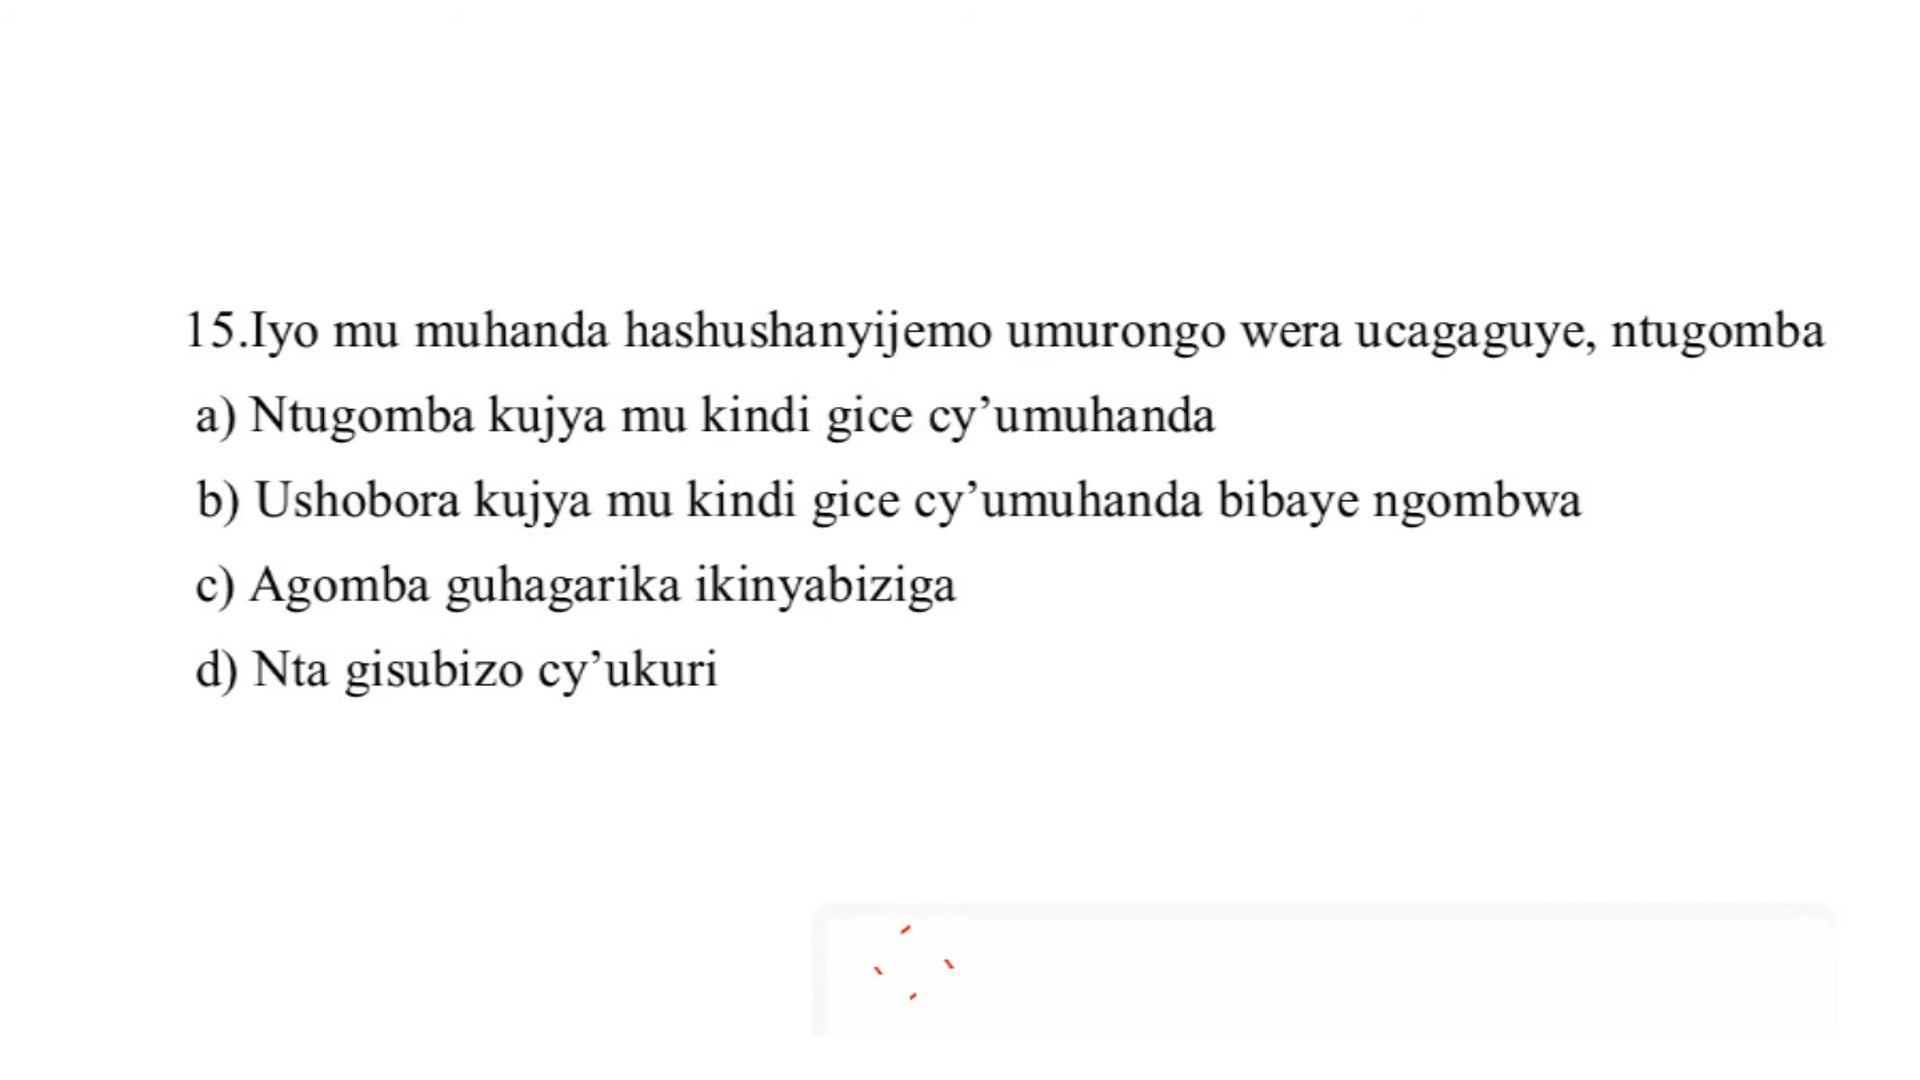 15.Iyo mu muhanda hashushanyijemo umurongo wera ucagaguye, ntugomba
a) Ntugomba kujya mu kindi gice cy’umuhanda
b) Ushobora kujya mu kindi gice cy’umuhanda bibaye ngombwa
c) Agomba guhagarika ikinyabiziga
d) Nta gisubizo cy’ukuri